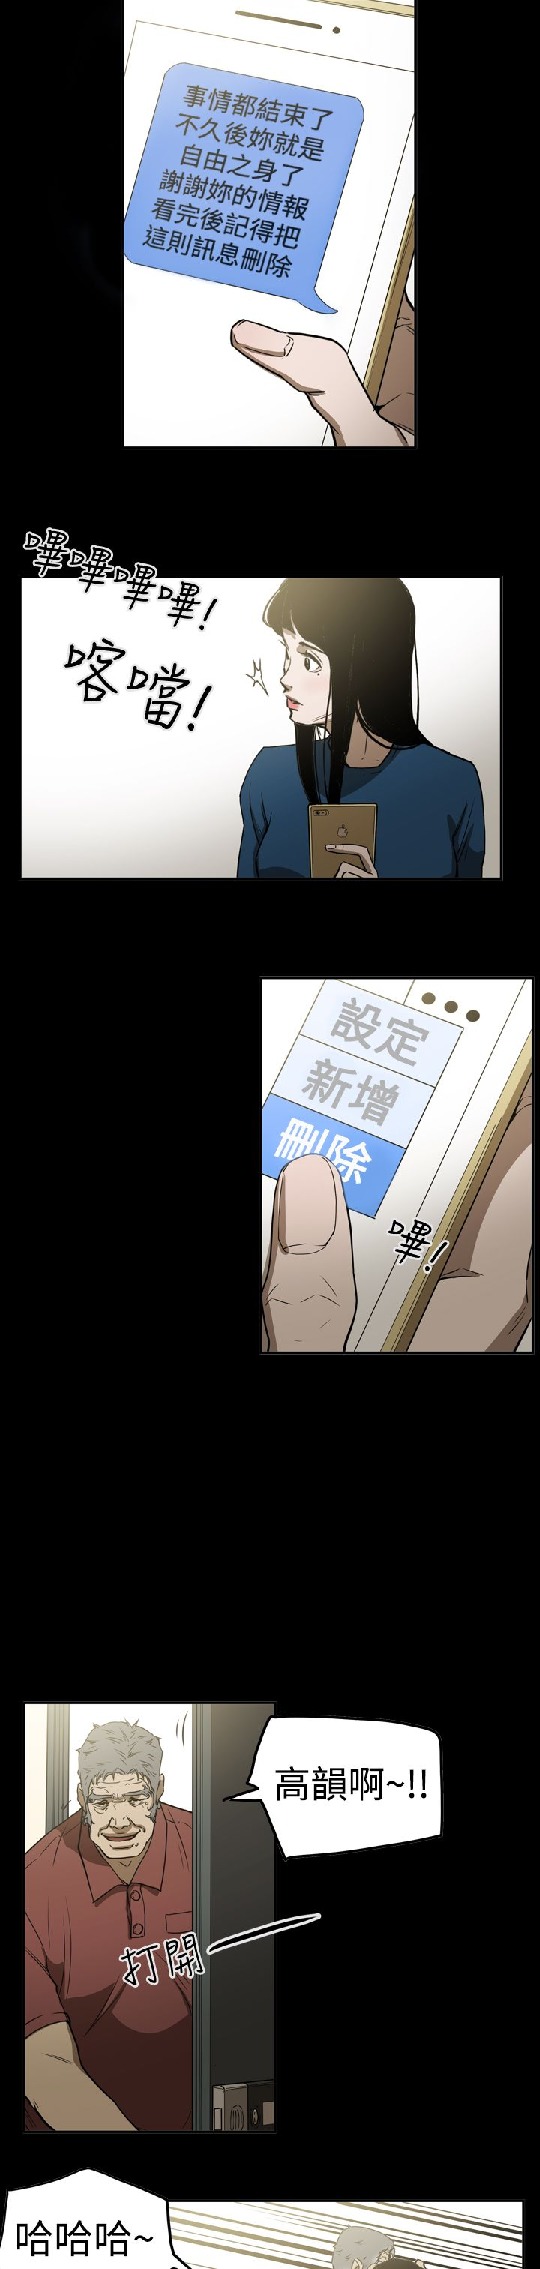 事情都結束了
不久後妳就是
自由之身了
謝謝妳的情報
看完後記得把
這則訊息刪除
嗶嗶嗶嗶!
喀噹!
設定
新增
刪除
嗶!
高韻啊~!!
打開
哈哈哈~